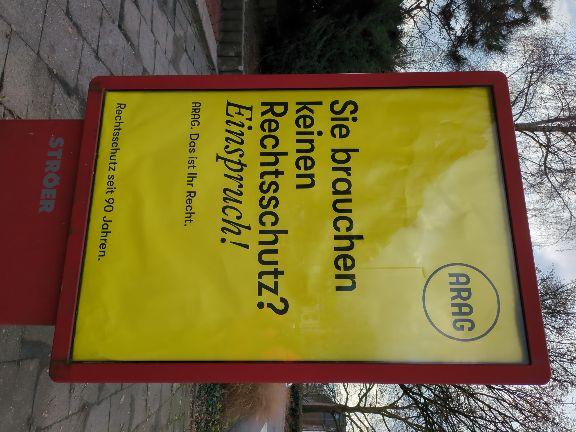 ARAG
Sie brauchen
keinen
Rechtsschutz?
Einspruch!
ARAG. Das ist Ihr Recht.
Rechtsschutz seit 90 Jahren.
STRÖER